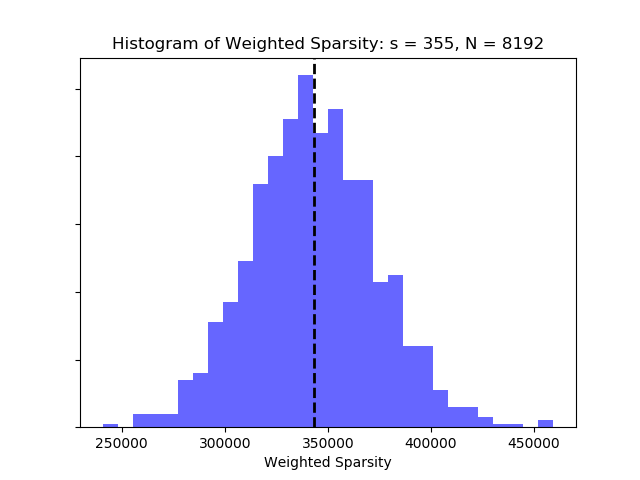 Histogram of Weighted Sparsity: s = 355, N = 8192
250000 300000 350000 400000 450000
Weighted Sparsity